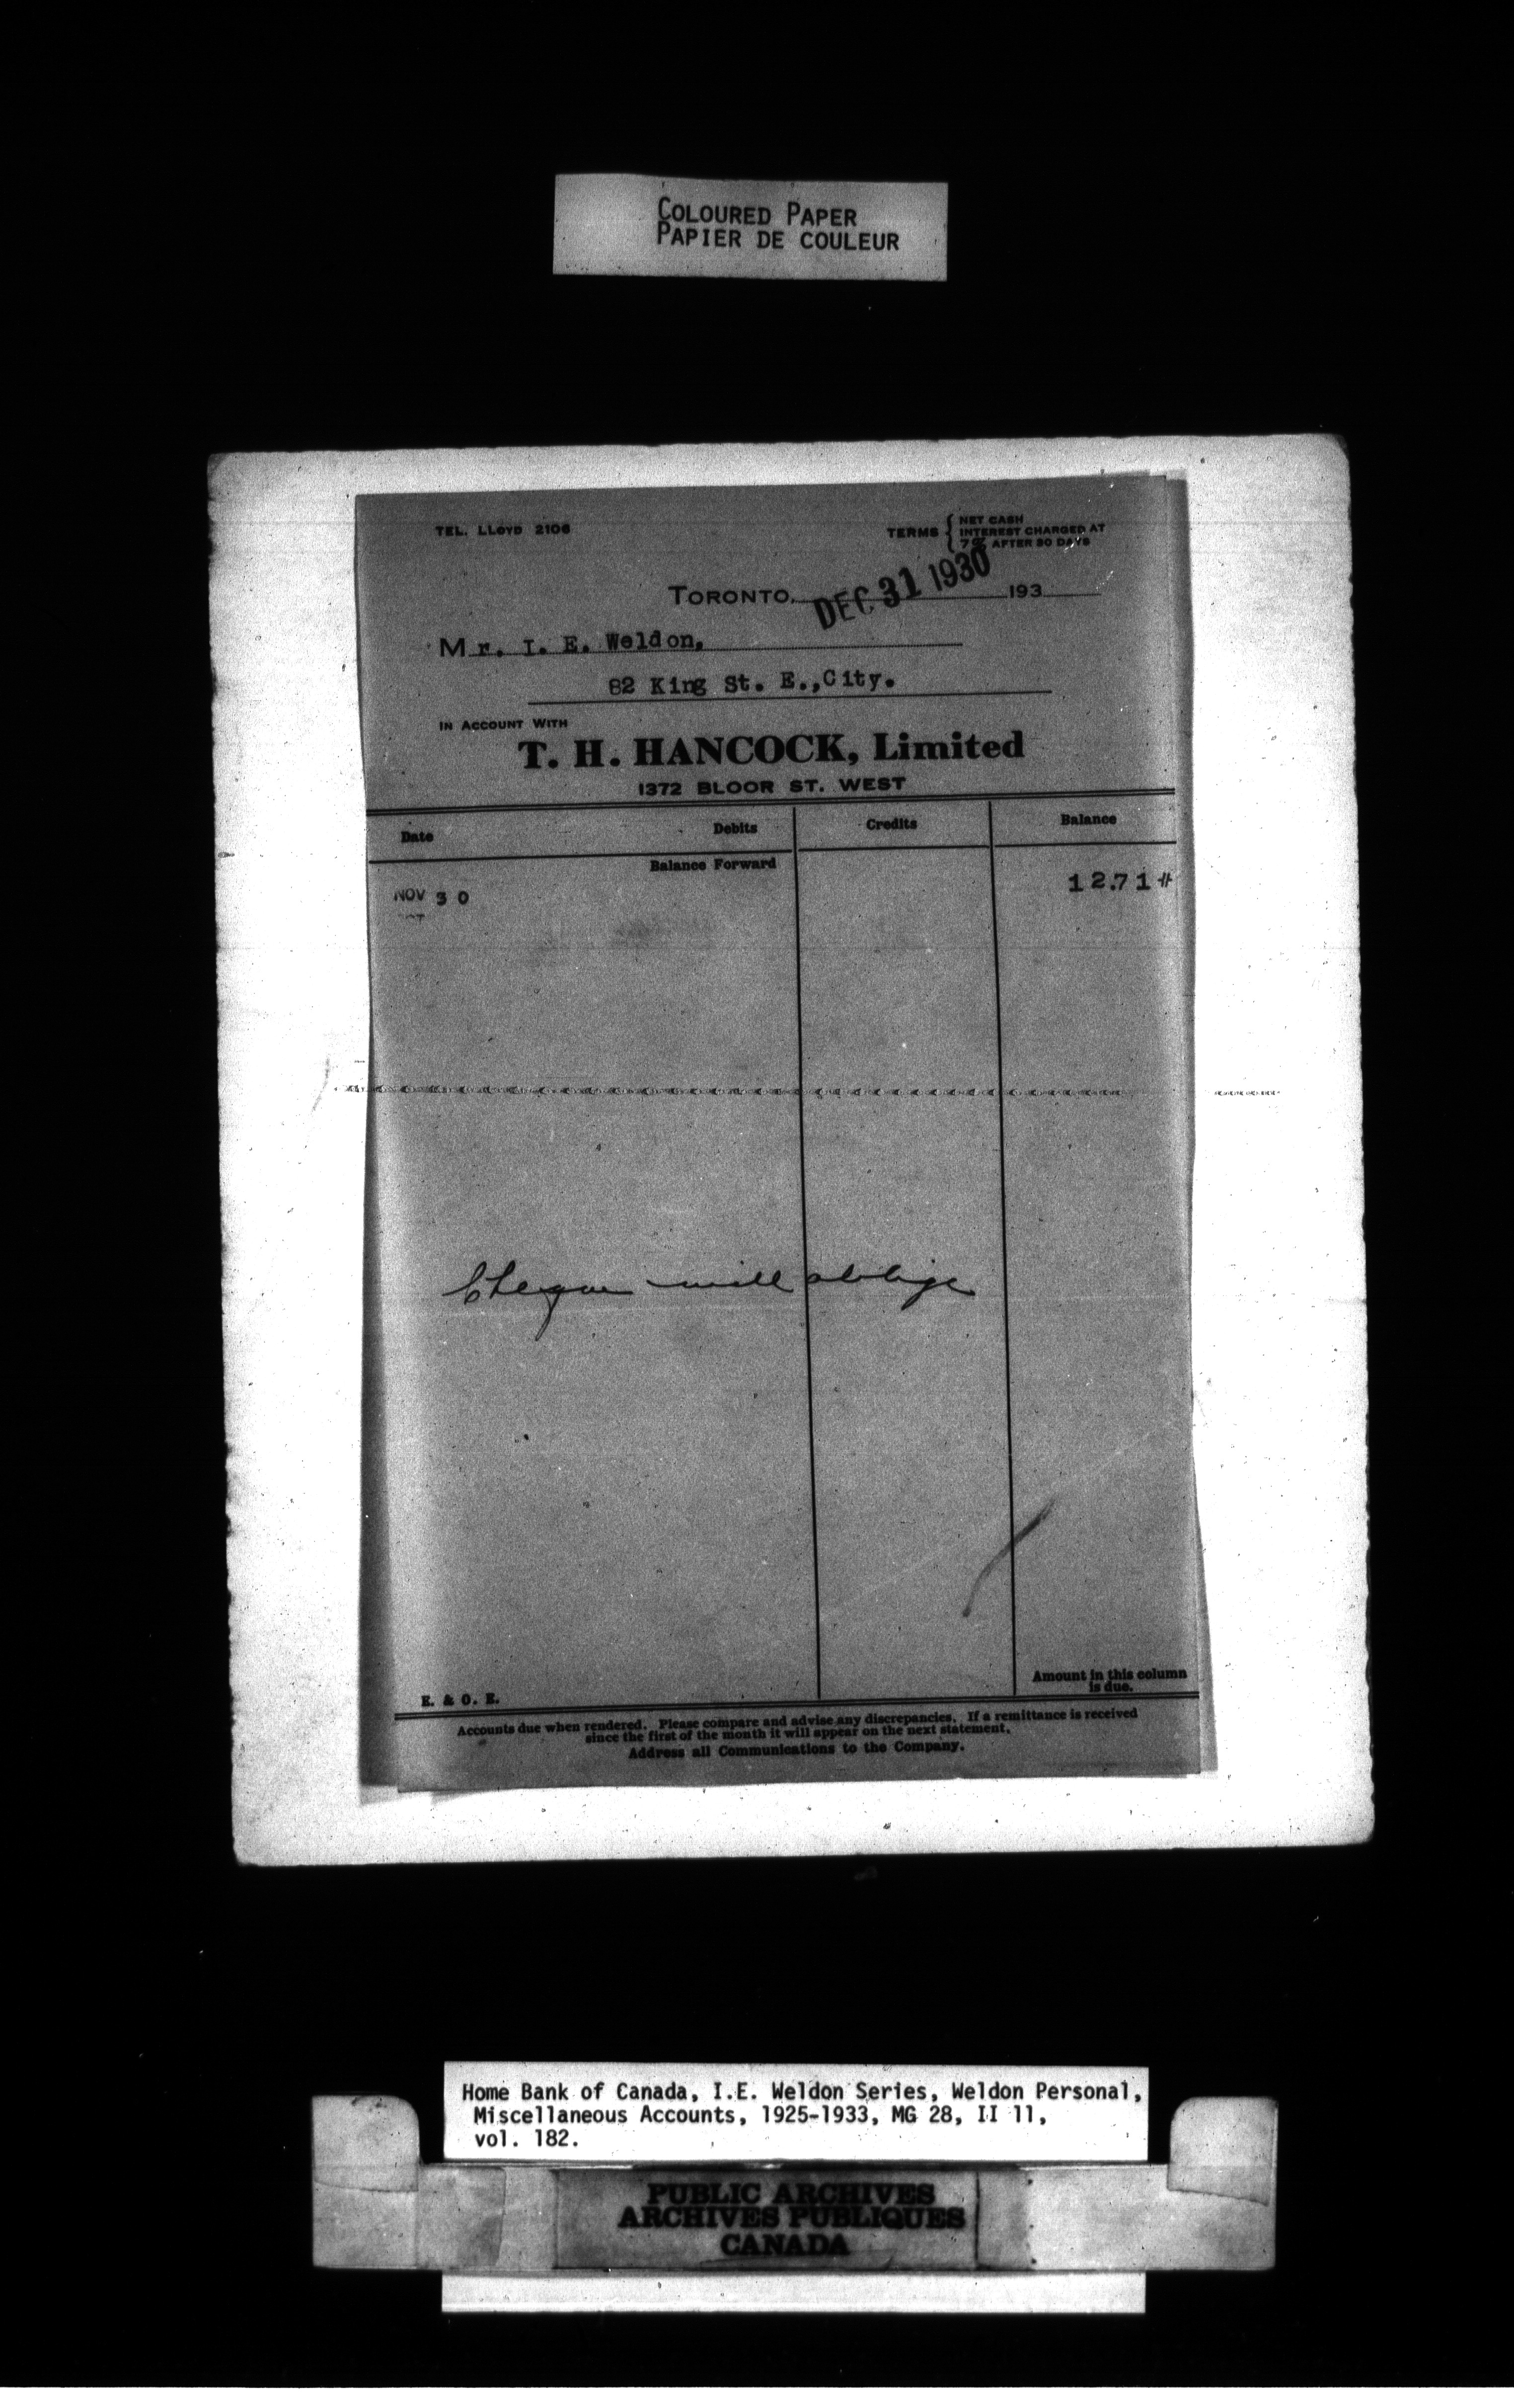 COLOURED PAPER
PAPIER DE COULEUR
TEL. LLOYD 2106
TERMS { NET CASH
INTEREST CHARGED AT
7% AFTER 30 DAYS
TORONTO, DEC 31 1930 193
Mr. I. E. Weldon,
82 King St. E.,City.
IN ACCOUNT WITH
T. H. HANCOCK, Limited
1372 BLOOR ST. WEST
Date Debits Credits Balance
Balance Forward
NOV 30 12.71#
Cheque will oblige
Amount in this column
is due.
E. & O. E.
Accounts due when rendered. Please compare and advise any discrepancies. If a remittance is received
since the first of the month it will appear on the next statement.
Address all Communications to the Company.
Home Bank of Canada, I.E. Weldon Series, Weldon Personal,
Miscellaneous Accounts, 1925-1933, MG 28, II 11,
vol. 182.
PUBLIC ARCHIVES
ARCHIVES PUBLIQUES
CANADA